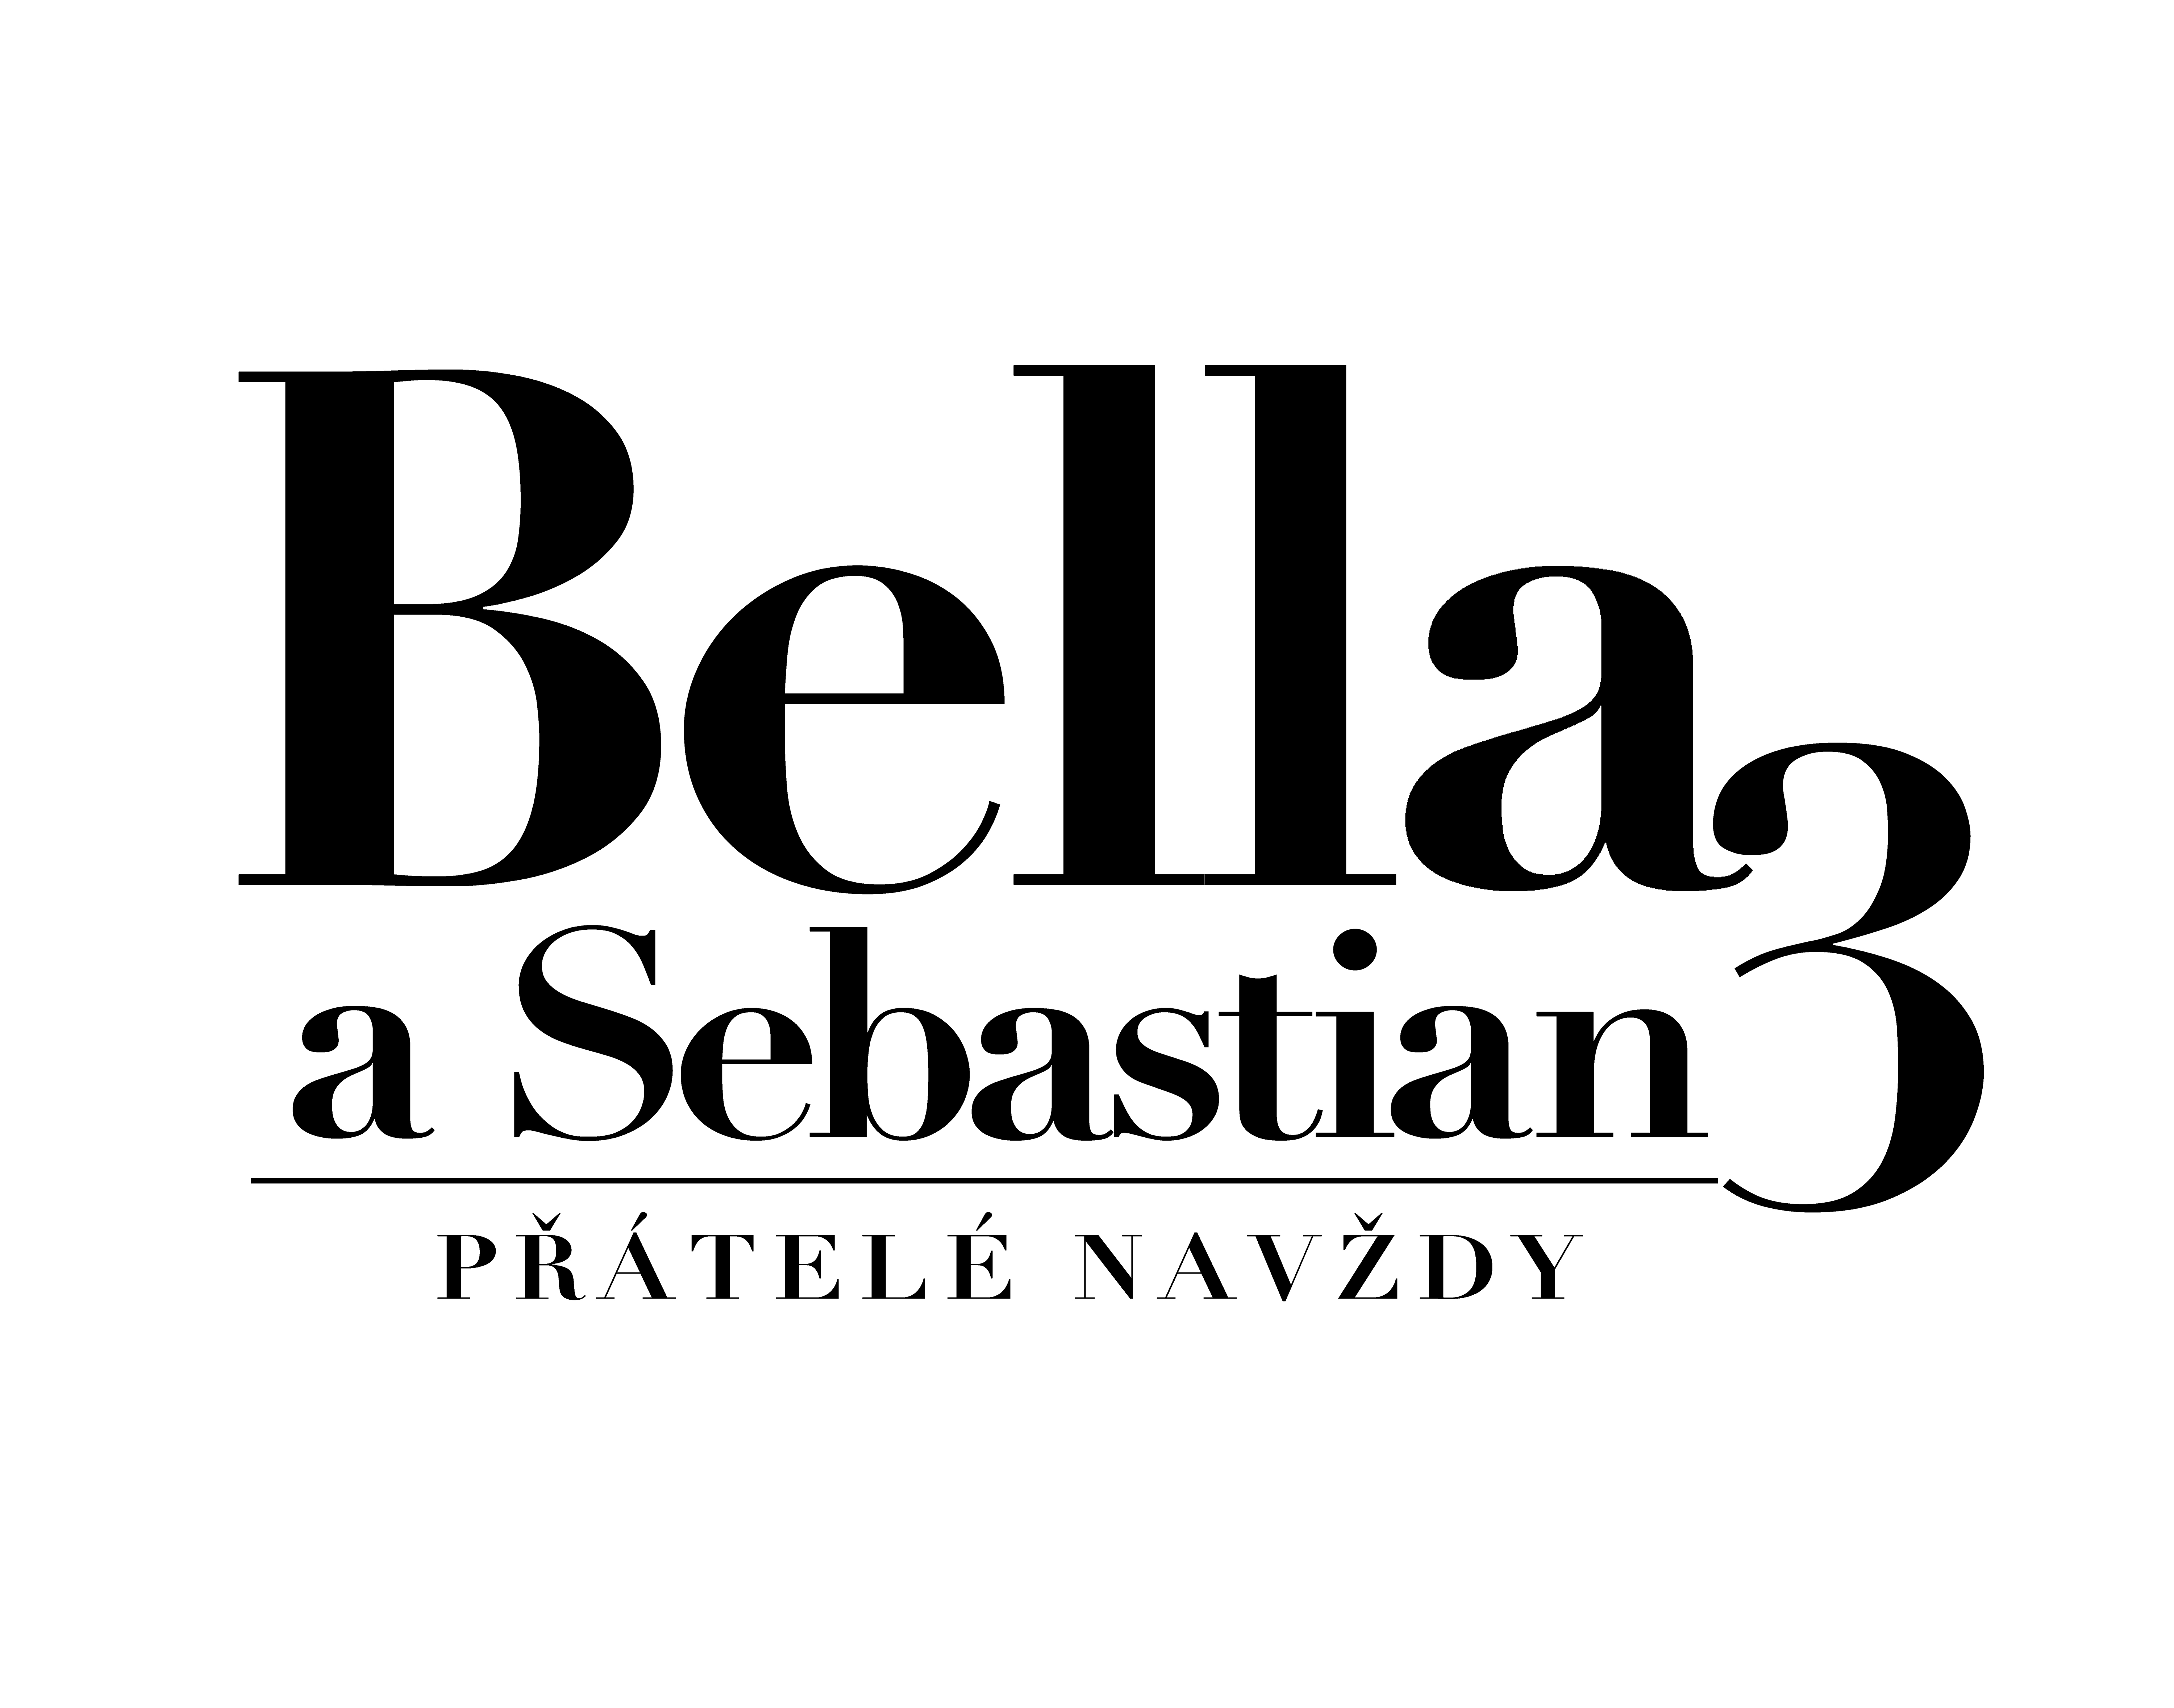 Bella
a Sebastian 3
PŘÁTELÉ NAVŽDY